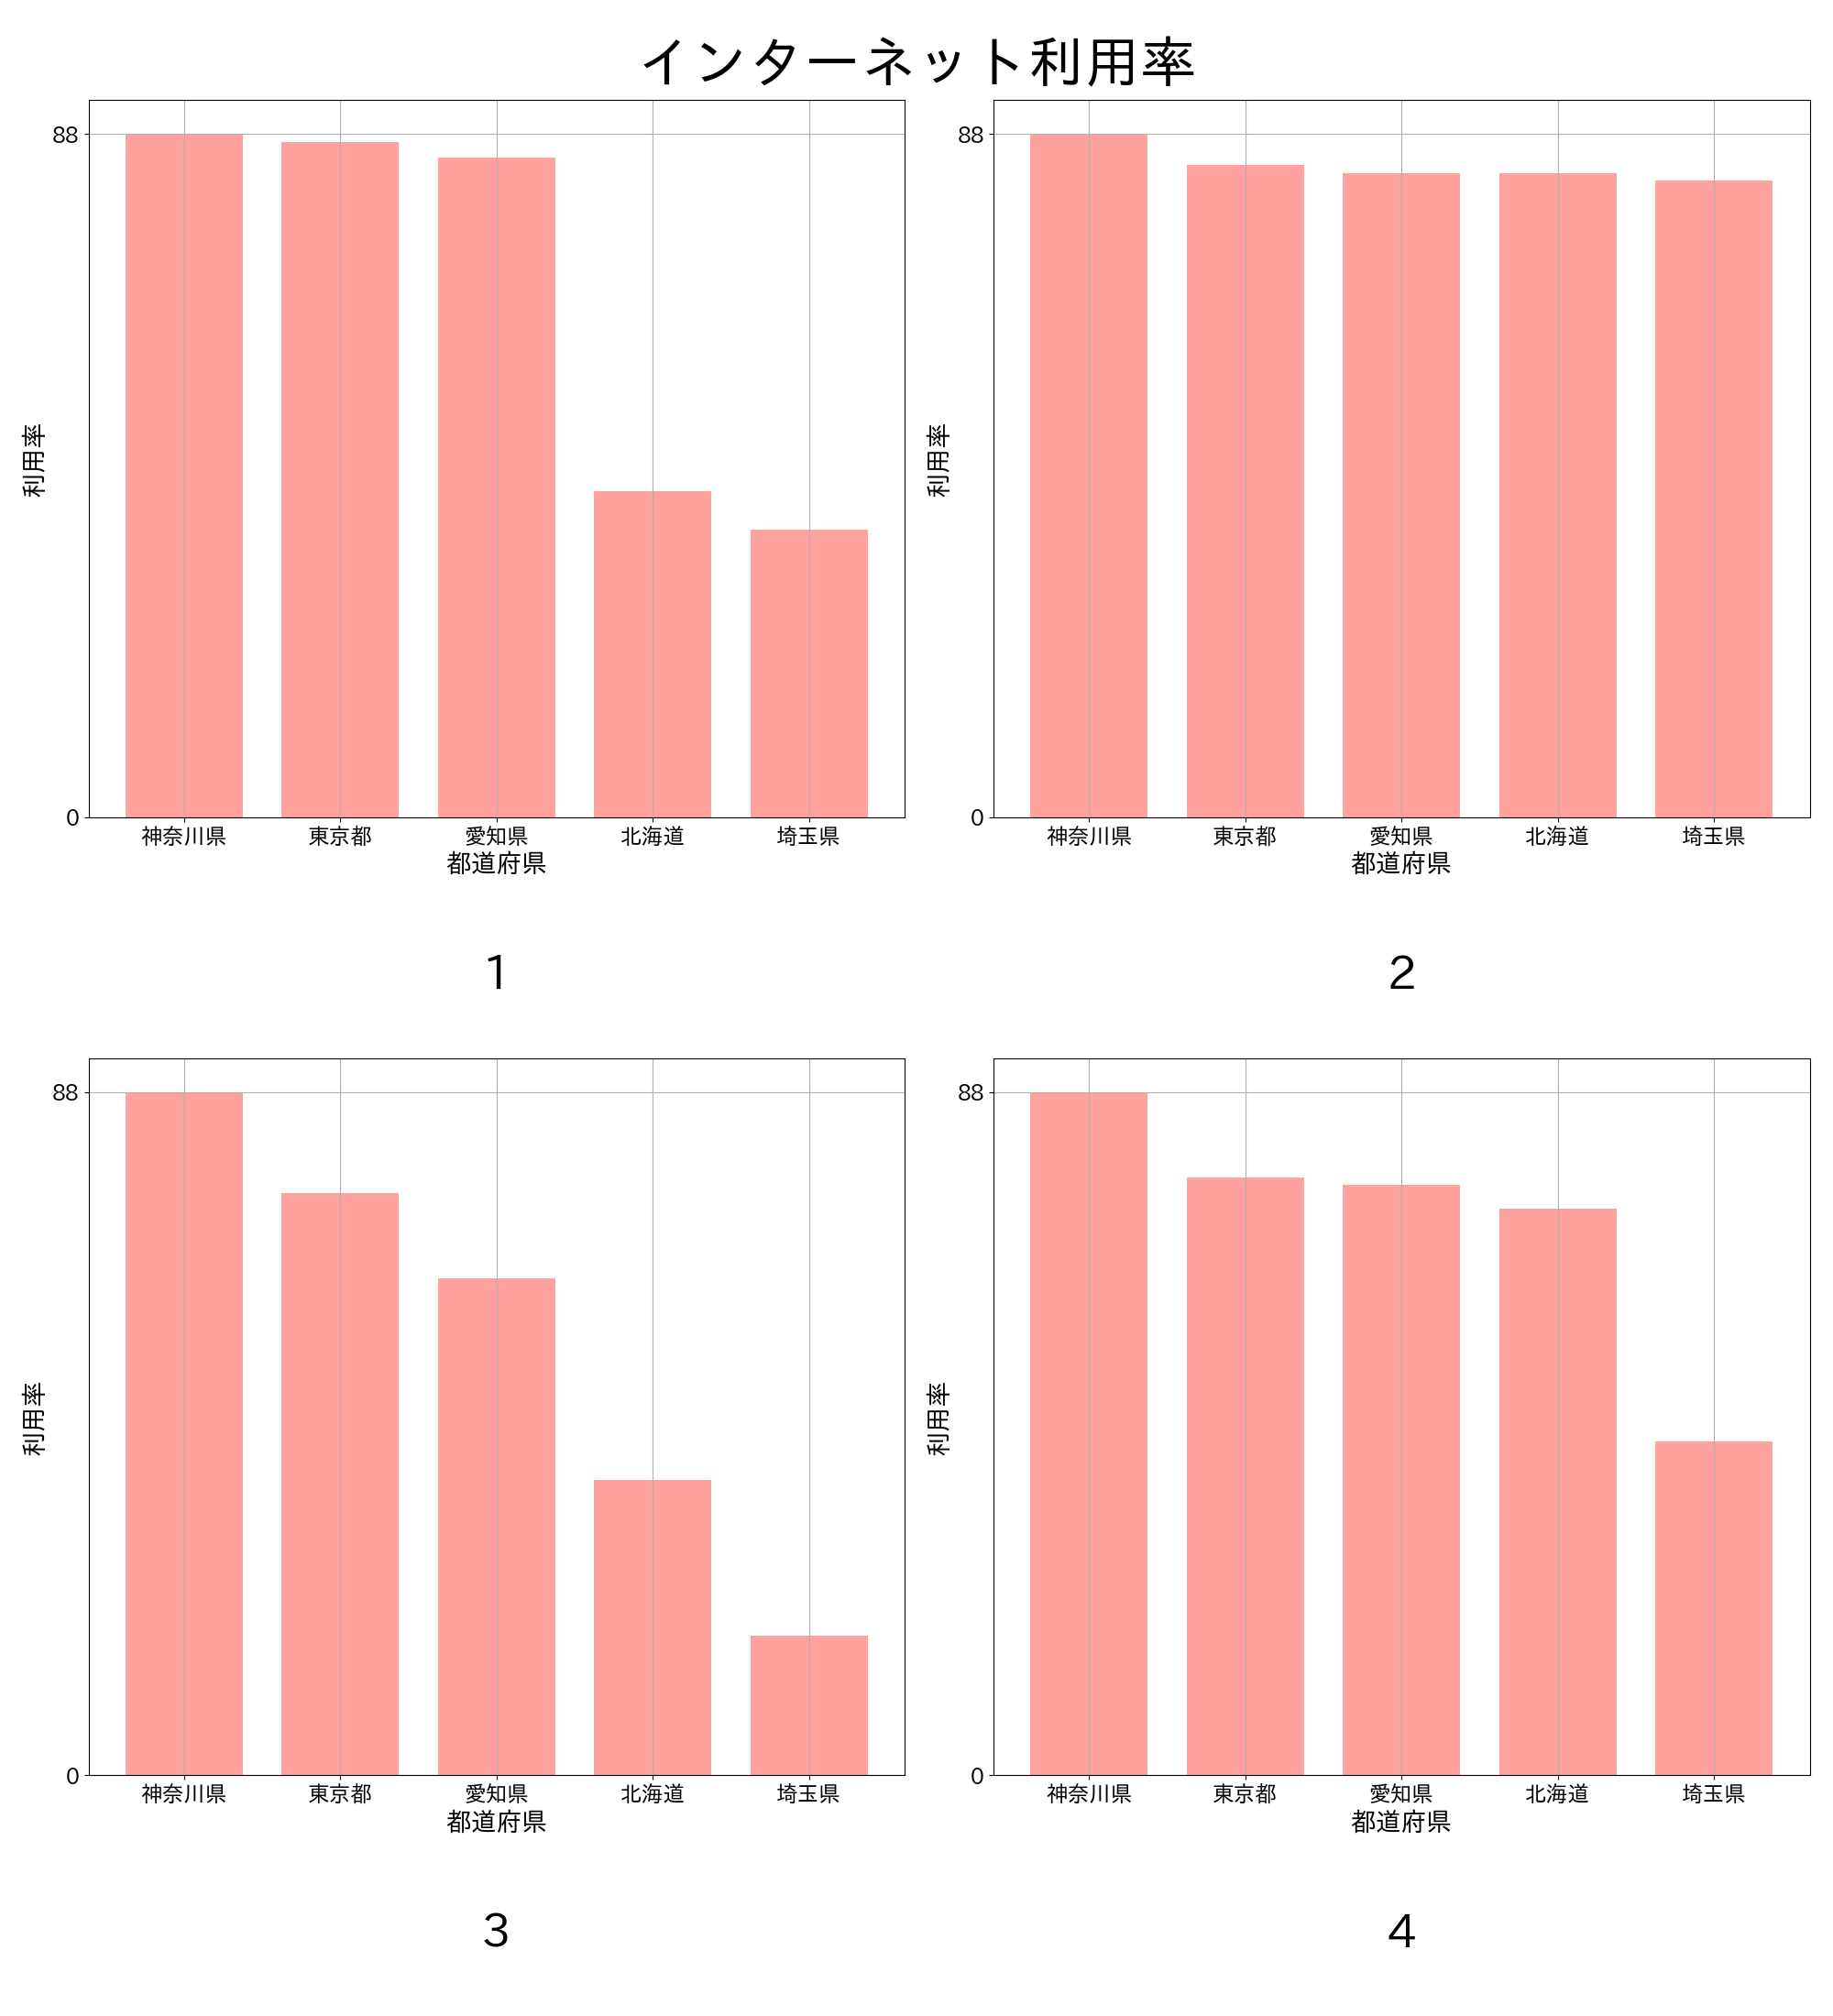 インターネット利用率
88
0
利用率
神奈川県 東京都 愛知県 北海道 埼玉県
都道府県
1
88
0
利用率
神奈川県 東京都 愛知県 北海道 埼玉県
都道府県
2
88
0
利用率
神奈川県 東京都 愛知県 北海道 埼玉県
都道府県
3
88
0
利用率
神奈川県 東京都 愛知県 北海道 埼玉県
都道府県
4